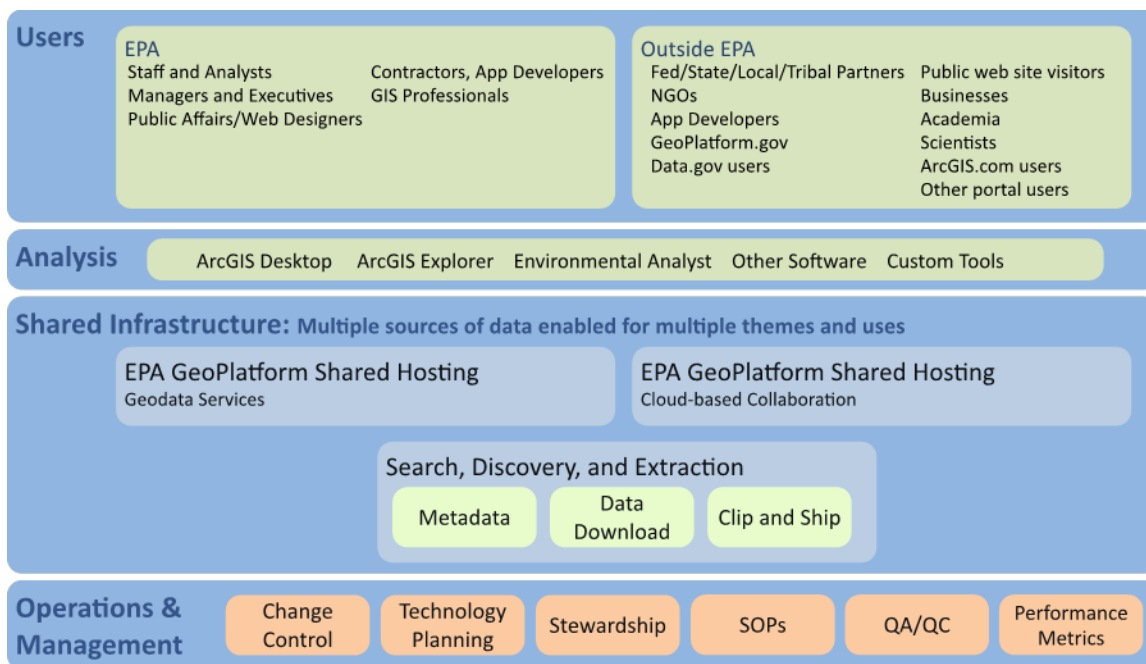 Users
EPA
Staff and Analysts
Managers and Executives
Public Affairs/Web Designers
Contractors, App Developers
GIS Professionals
Outside EPA
Fed/State/Local/Tribal Partners
NGOs
App Developers
GeoPlatform.gov
Data.gov users
Public web site visitors
Businesses
Academia
Scientists
ArcGIS.com users
Other portal users
Analysis
ArcGIS Desktop
ArcGIS Explorer
Environmental Analyst
Other Software
Custom Tools
Shared Infrastructure: Multiple sources of data enabled for multiple themes and uses
EPA GeoPlatform Shared Hosting
Geodata Services
EPA GeoPlatform Shared Hosting
Cloud-based Collaboration
Search, Discovery, and Extraction
Metadata
Data
Download
Clip and Ship
Operations &
Management
Change
Control
Technology
Planning
Stewardship
SOPs
QA/QC
Performance
Metrics